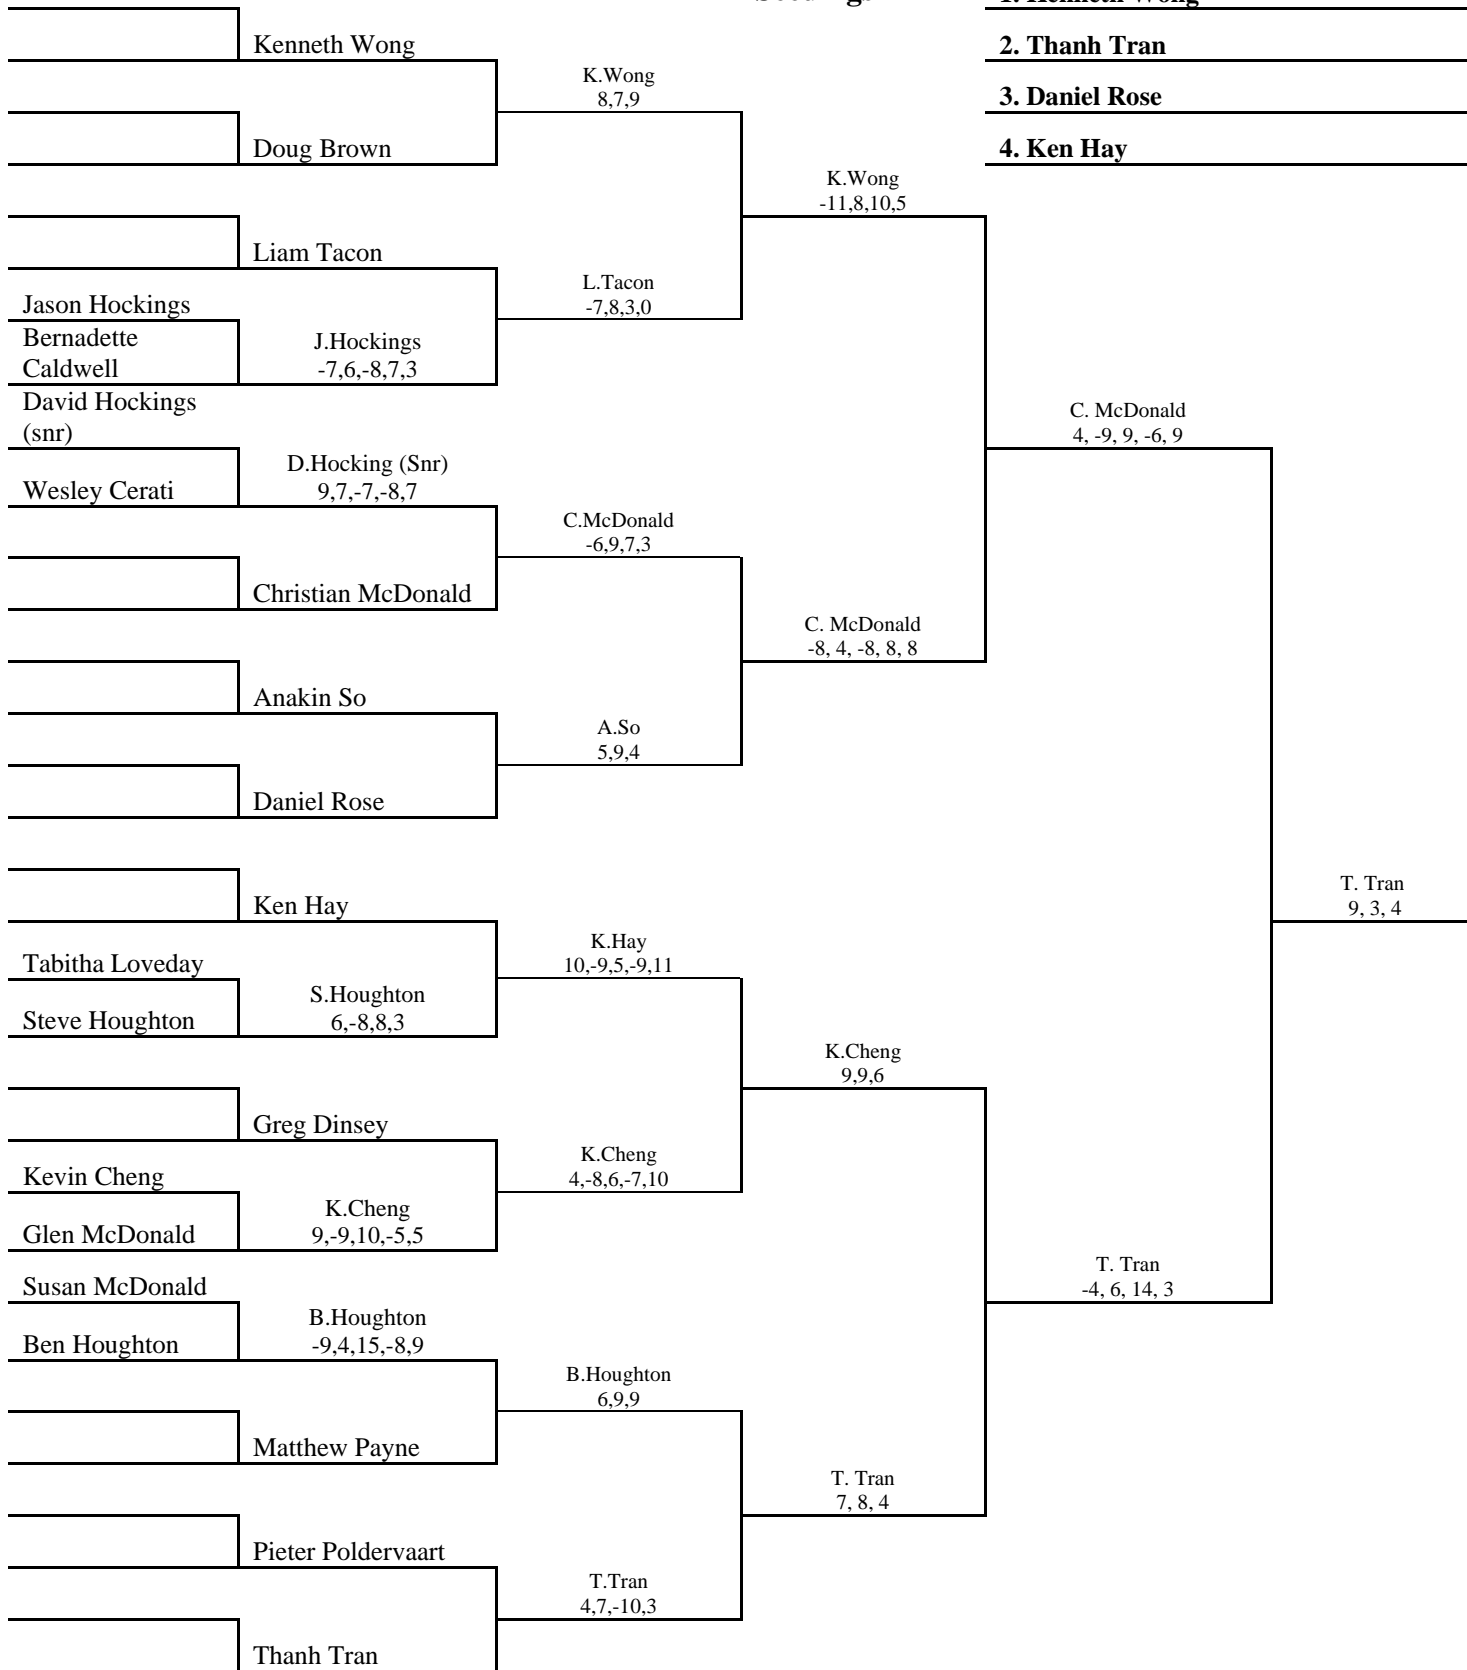 1. Kenneth Wong
Kenneth Wong
2. Thanh Tran
K.Wong
8,7,9
3. Daniel Rose
Doug Brown
4. Ken Hay
K.Wong
-11,8,10,5
Liam Tacon
L.Tacon
-7,8,3,0
Jason Hockings
Bernadette
Caldwell
J.Hockings
-7,6,-8,7,3
David Hockings
(snr)
C. McDonald
4, -9, 9, -6, 9
D.Hocking (Snr)
9,7,-7,-8,7
Wesley Cerati
C.McDonald
-6,9,7,3
Christian McDonald
C. McDonald
-8, 4, -8, 8, 8
Anakin So
A.So
5,9,4
Daniel Rose
Ken Hay
T. Tran
9, 3, 4
K.Hay
10,-9,5,-9,11
Tabitha Loveday
S.Houghton
6,-8,8,3
Steve Houghton
K.Cheng
9,9,6
Greg Dinsey
K.Cheng
4,-8,6,-7,10
Kevin Cheng
K.Cheng
9,-9,10,-5,5
Glen McDonald
T. Tran
-4, 6, 14, 3
Susan McDonald
B.Houghton
-9,4,15,-8,9
Ben Houghton
B.Houghton
6,9,9
Matthew Payne
T. Tran
7, 8, 4
Pieter Poldervaart
T.Tran
4,7,-10,3
Thanh Tran